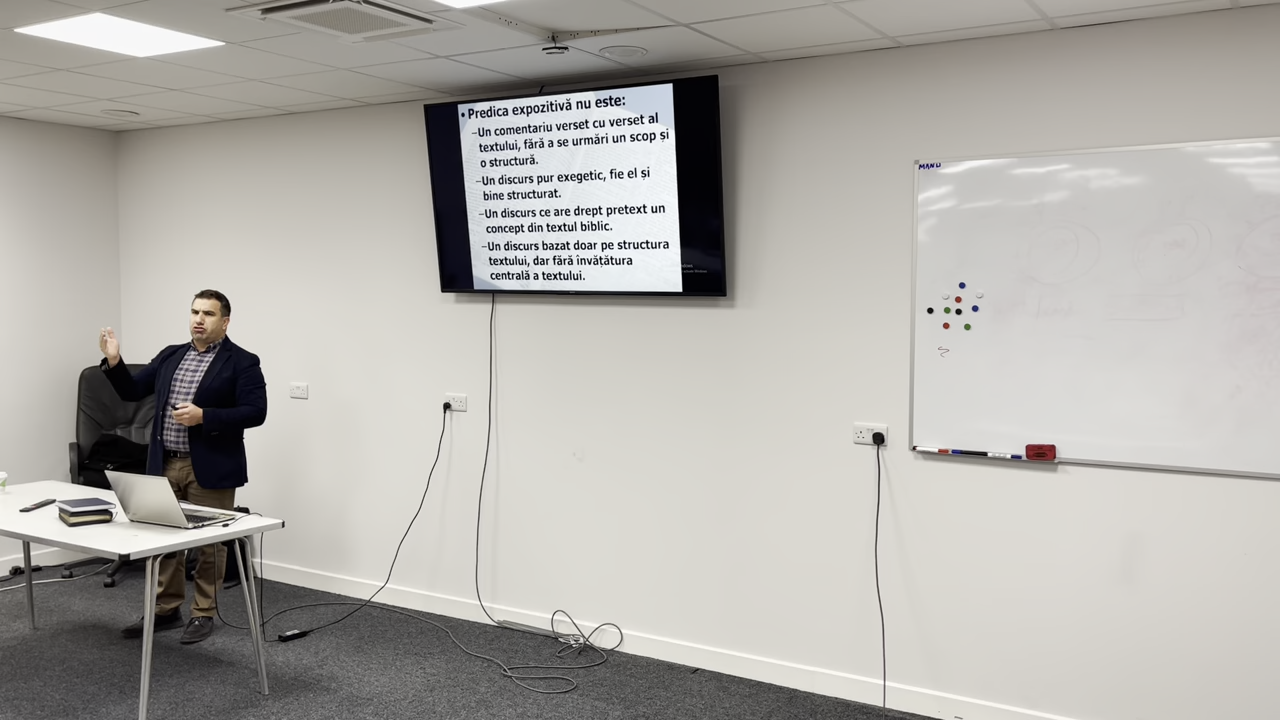 • Predica expozitivă nu este:
–Un comentariu verset cu verset al
textului, fără a se urmări un scop și
o structură.
–Un discurs pur exegetic, fie el și
bine structurat.
–Un discurs ce are drept pretext un
concept din textul biblic.
–Un discurs bazat doar pe structura
textului, dar fără învățătura
centrală a textului.